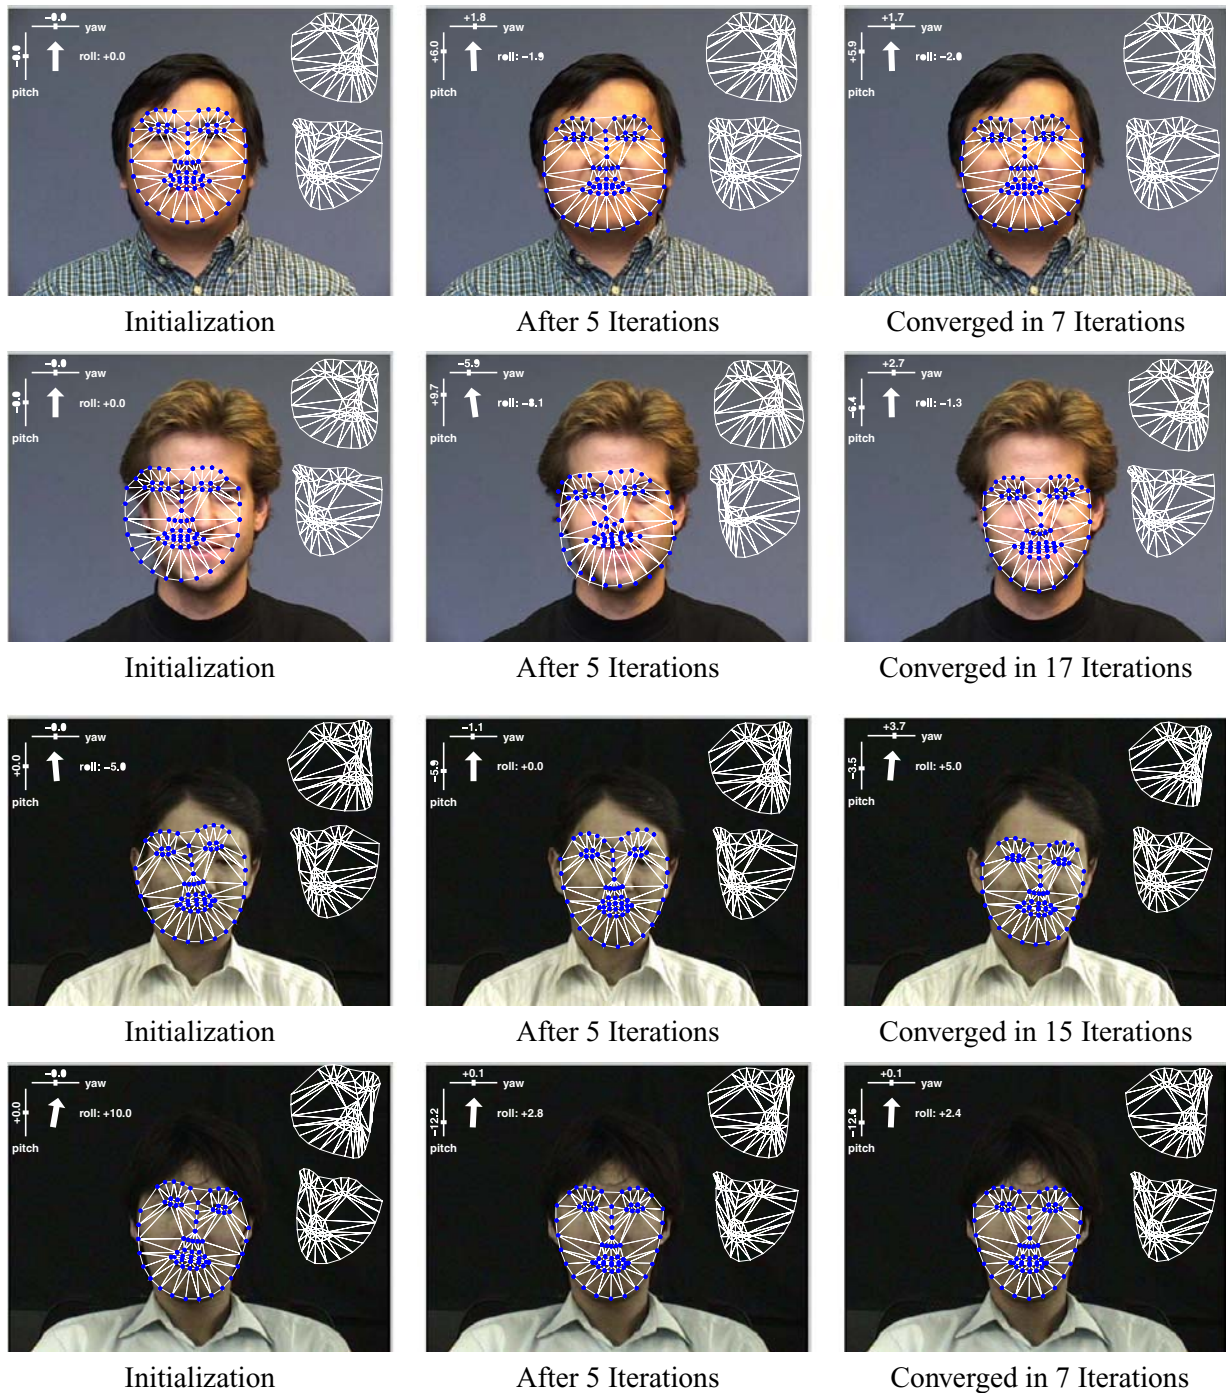 −0.0
yaw
−0.0
roll: +0.0
pitch
+1.8
yaw
+6.0
roll: −1.9
pitch
+1.7
yaw
+5.9
roll: −2.0
pitch
Initialization
After 5 Iterations
Converged in 7 Iterations
−0.0
yaw
−0.0
roll: +0.0
pitch
−5.9
yaw
+9.7
roll: −8.1
pitch
+2.7
yaw
−6.4
roll: −1.3
pitch
Initialization
After 5 Iterations
Converged in 17 Iterations
−0.0
yaw
+0.0
roll: −5.0
pitch
−1.1
yaw
−5.9
roll: +0.0
pitch
+3.7
yaw
−3.5
roll: +5.0
pitch
Initialization
After 5 Iterations
Converged in 15 Iterations
−0.0
yaw
+0.0
roll: +10.0
pitch
+0.1
yaw
−12.2
roll: +2.8
pitch
+0.1
yaw
−12.6
roll: +2.4
pitch
Initialization
After 5 Iterations
Converged in 7 Iterations